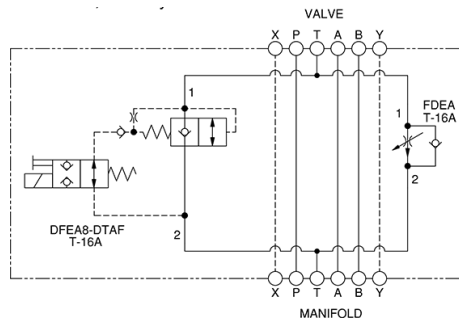 VALVE
X P T A B Y
1
1
FDEA
T-16A
2
DFEA8-DTAF
T-16A
2
X P T A B Y
MANIFOLD